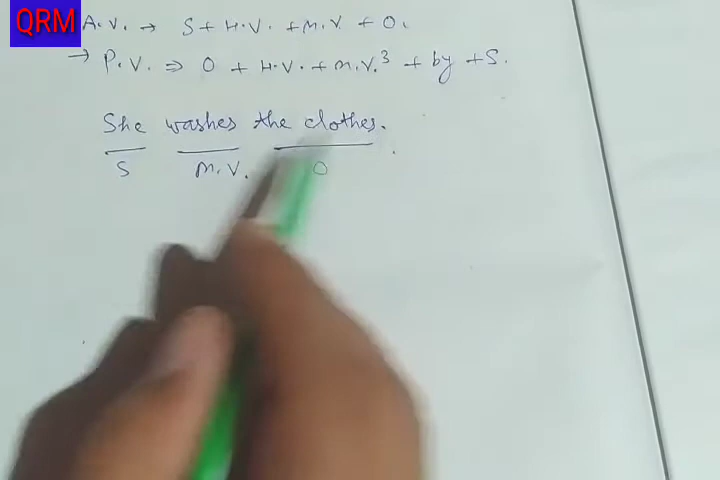 QRM
A.V. → S + H.V. + M.V. + O.
→ P.V. ⇒ O + H.V. + M.V.³ + by + S.
She washes the clothes.
S M.V. O